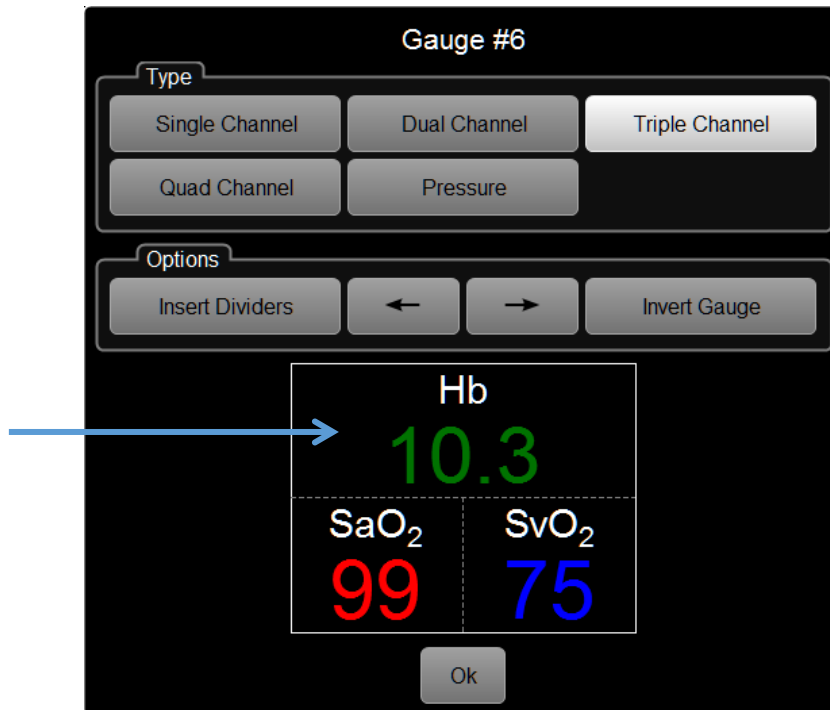 Gauge #6
Type
Single Channel Dual Channel Triple Channel
Quad Channel Pressure
Options
Insert Dividers ← → Invert Gauge
Hb
10.3
SaO₂ SvO₂
99 75
Ok